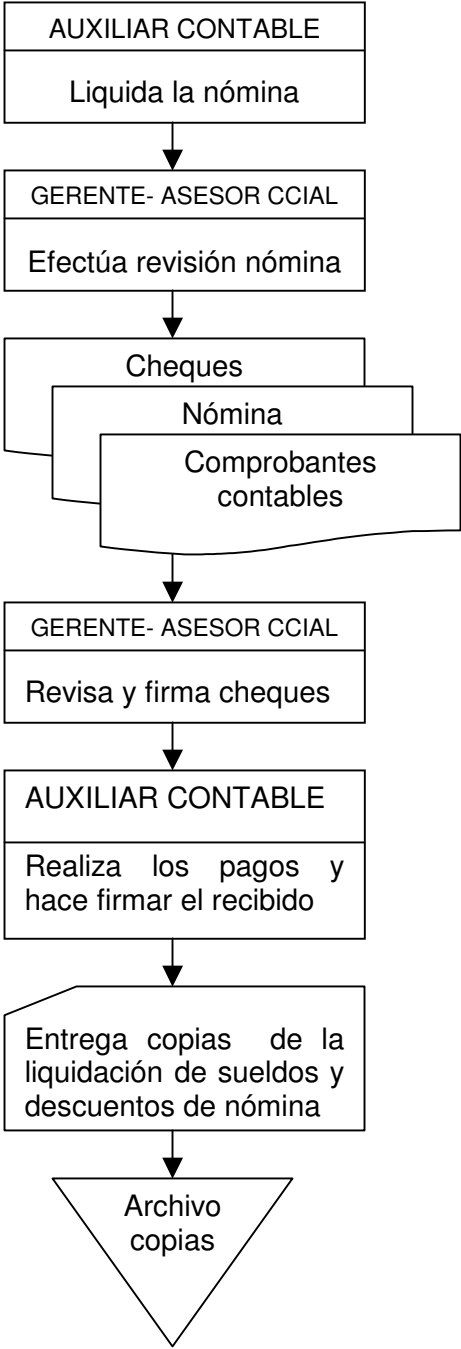 AUXILIAR CONTABLE
Liquida la nómina
GERENTE- ASESOR CCIAL
Efectúa revisión nómina
Cheques
Nómina
Comprobantes
contables
GERENTE- ASESOR CCIAL
Revisa y firma cheques
AUXILIAR CONTABLE
Realiza los pagos y
hace firmar el recibido
Entrega copias de la
liquidación de sueldos y
descuentos de nómina
Archivo
copias